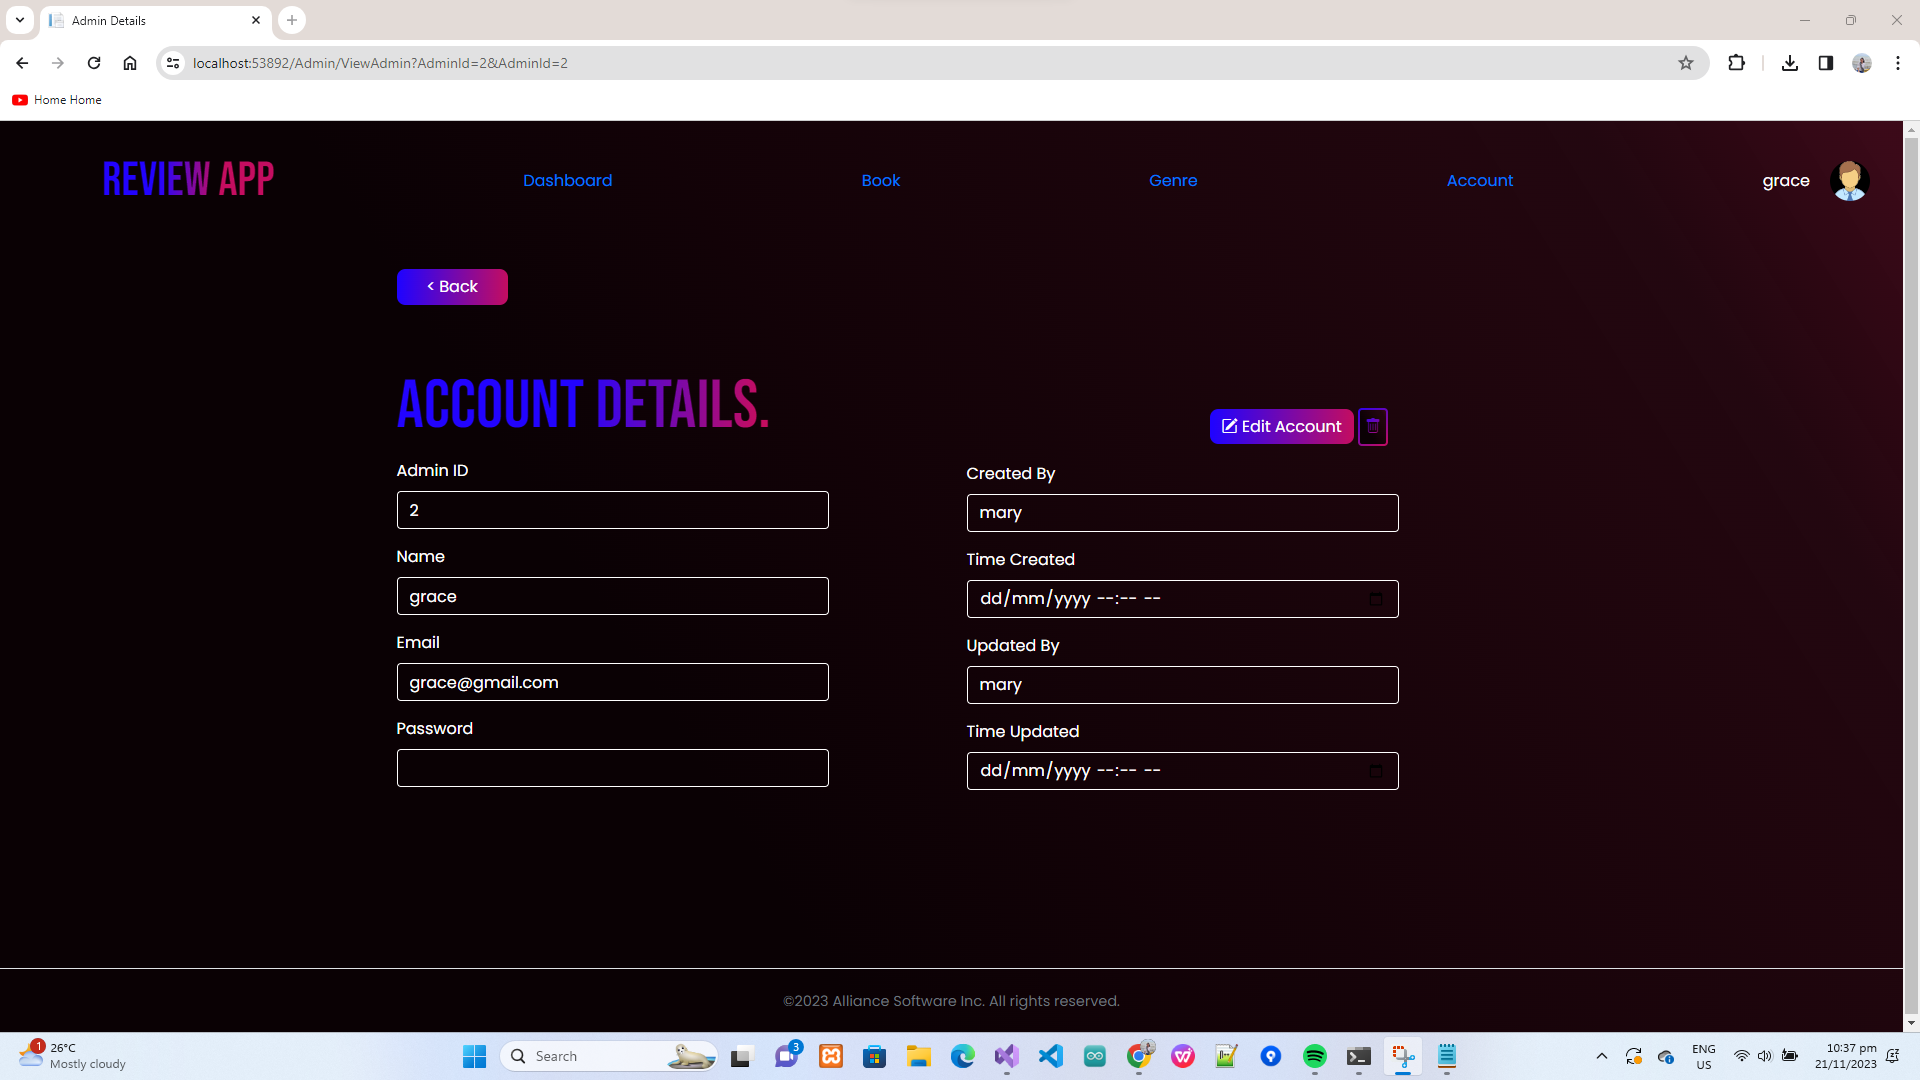 Admin Details
localhost:53892/Admin/ViewAdmin?AdminId=2&AdminId=2
Home Home
REVIEW APP
Dashboard
Book
Genre
Account
grace
< Back
ACCOUNT DETAILS.
Edit Account
Admin ID
2
Name
grace
Email
grace@gmail.com
Password
Created By
mary
Time Created
dd/mm/yyyy --:-- --
Updated By
mary
Time Updated
dd/mm/yyyy --:-- --
©2023 Alliance Software Inc. All rights reserved.
1
26°C
Mostly cloudy
Search
3
ENG
US
10:37 pm
21/11/2023